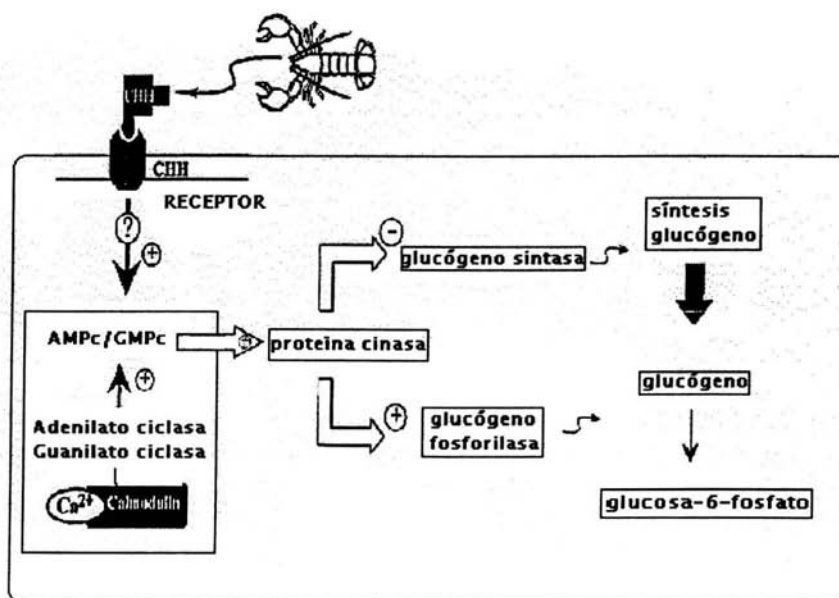 CHH
CHH
RECEPTOR
?
+
AMPc/GMPc
+
Adenilato ciclasa
Guanilato ciclasa
Ca2+
Calmodulin
proteína cinasa
-
glucógeno sintasa
síntesis
glucógeno
glucógeno
+
glucógeno
fosforilasa
glucosa-6-fosfato